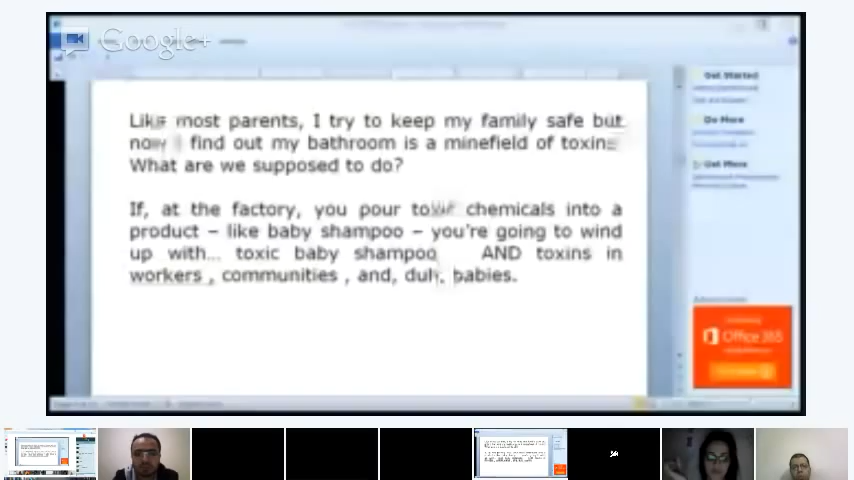 Google+
Like most parents, I try to keep my family safe but
now I find out my bathroom is a minefield of toxins
What are we supposed to do?
If, at the factory, you pour toxic chemicals into a
product – like baby shampoo – you're going to wind
up with... toxic baby shampoo AND toxins in
workers , communities , and, duh, babies.
Get Started
Do More
Get More
Office 365